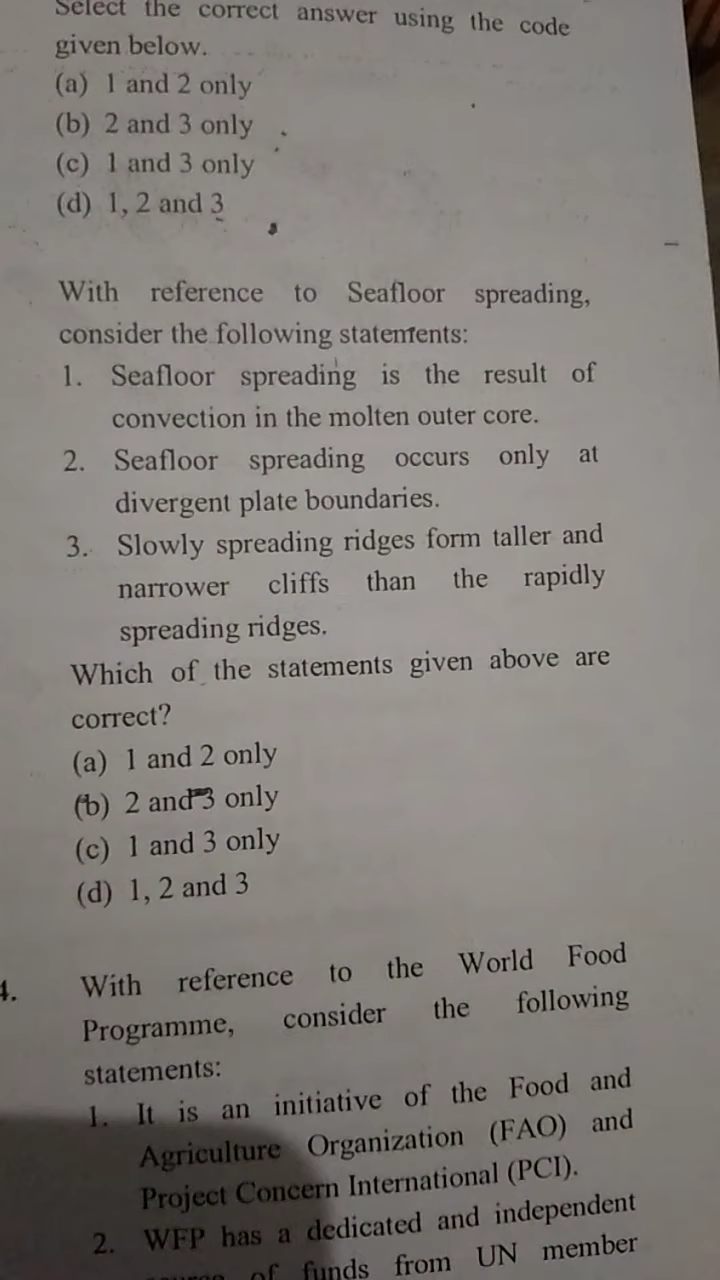 Select the correct answer using the code
given below.
(a) 1 and 2 only
(b) 2 and 3 only
(c) 1 and 3 only
(d) 1, 2 and 3
With reference to Seafloor spreading,
consider the following statements:
1. Seafloor spreading is the result of
convection in the molten outer core.
2. Seafloor spreading occurs only at
divergent plate boundaries.
3. Slowly spreading ridges form taller and
narrower cliffs than the rapidly
spreading ridges.
Which of the statements given above are
correct?
(a) 1 and 2 only
(b) 2 and 3 only
(c) 1 and 3 only
(d) 1, 2 and 3
4. With reference to the World Food
Programme, consider the following
statements:
1. It is an initiative of the Food and
Agriculture Organization (FAO) and
Project Concern International (PCI).
2. WFP has a dedicated and independent
of funds from UN member